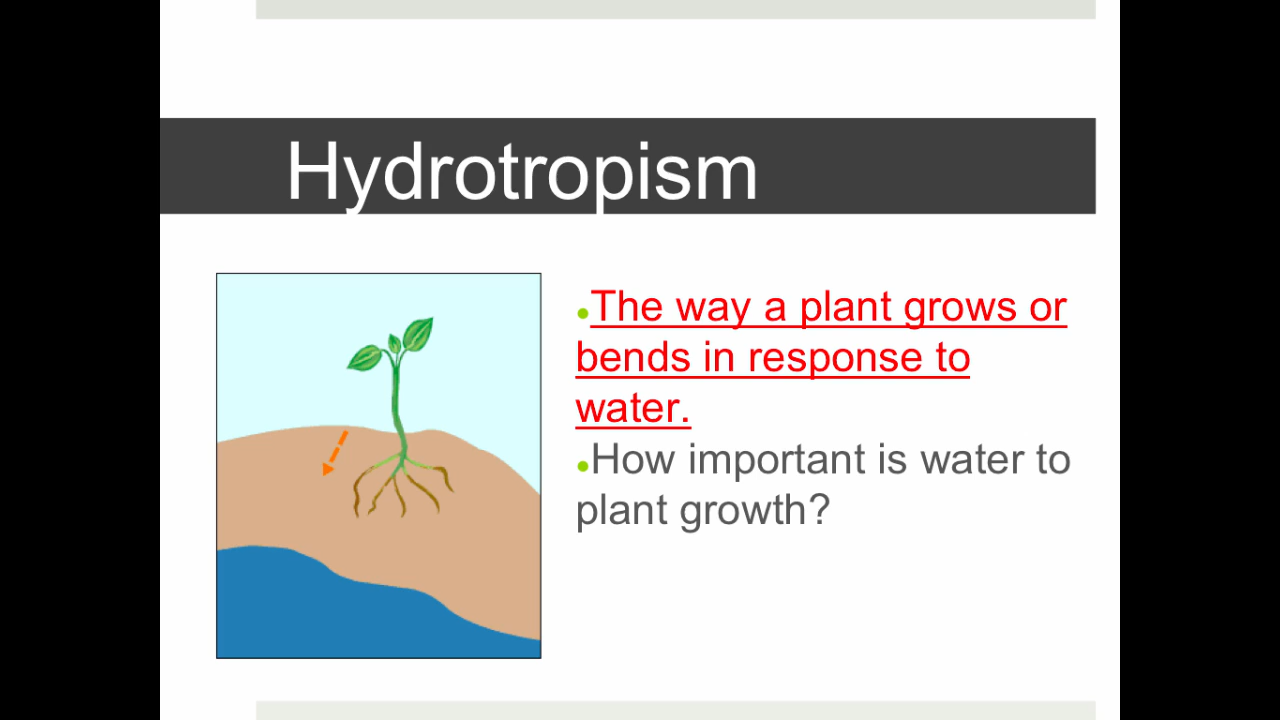 Hydrotropism
●The way a plant grows or
bends in response to
water.
●How important is water to
plant growth?